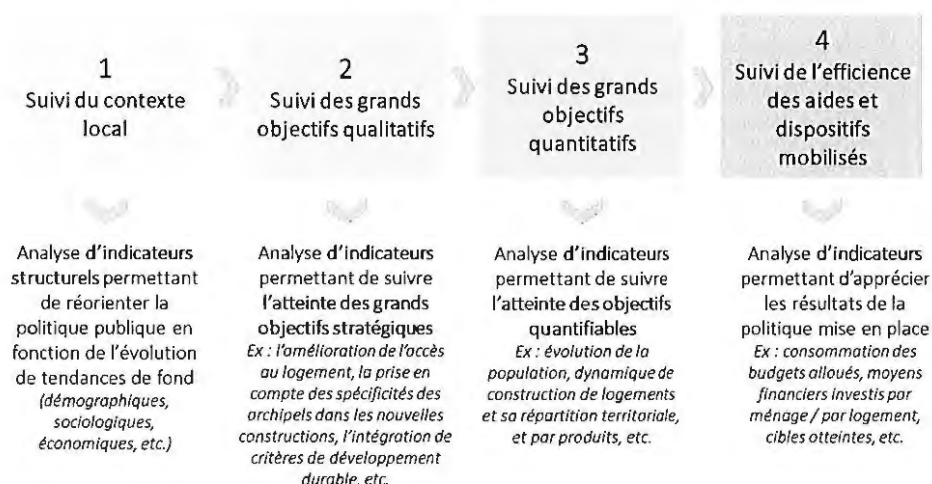 1
Suivi du contexte
local
2
Suivi des grands
objectifs qualitatifs
3
Suivi des grands
objectifs
quantitatifs
4
Suivi de l'efficience
des aides et
dispositifs
mobilisés
Analyse d'indicateurs
structurels permettant
de réorienter la
politique publique en
fonction de l'évolution
de tendances de fond
(démographiques,
sociologiques,
économiques, etc.)
Analyse d'indicateurs
permettant de suivre
l'atteinte des grands
objectifs stratégiques
Ex : l'amélioration de l'accès
au logement, la prise en
compte des spécificités des
archipels dans les nouvelles
constructions, l'intégration de
critères de développement
durable, etc.
Analyse d'indicateurs
permettant de suivre
l'atteinte des objectifs
quantifiables
Ex : évolution de la
population, dynamique de
construction de logements
et sa répartition territoriale,
et par produits, etc.
Analyse d'indicateurs
permettant d'apprécier
les résultats de la
politique mise en place
Ex : consommation des
budgets alloués, moyens
financiers investis par
ménage / par logement,
cibles atteintes, etc.